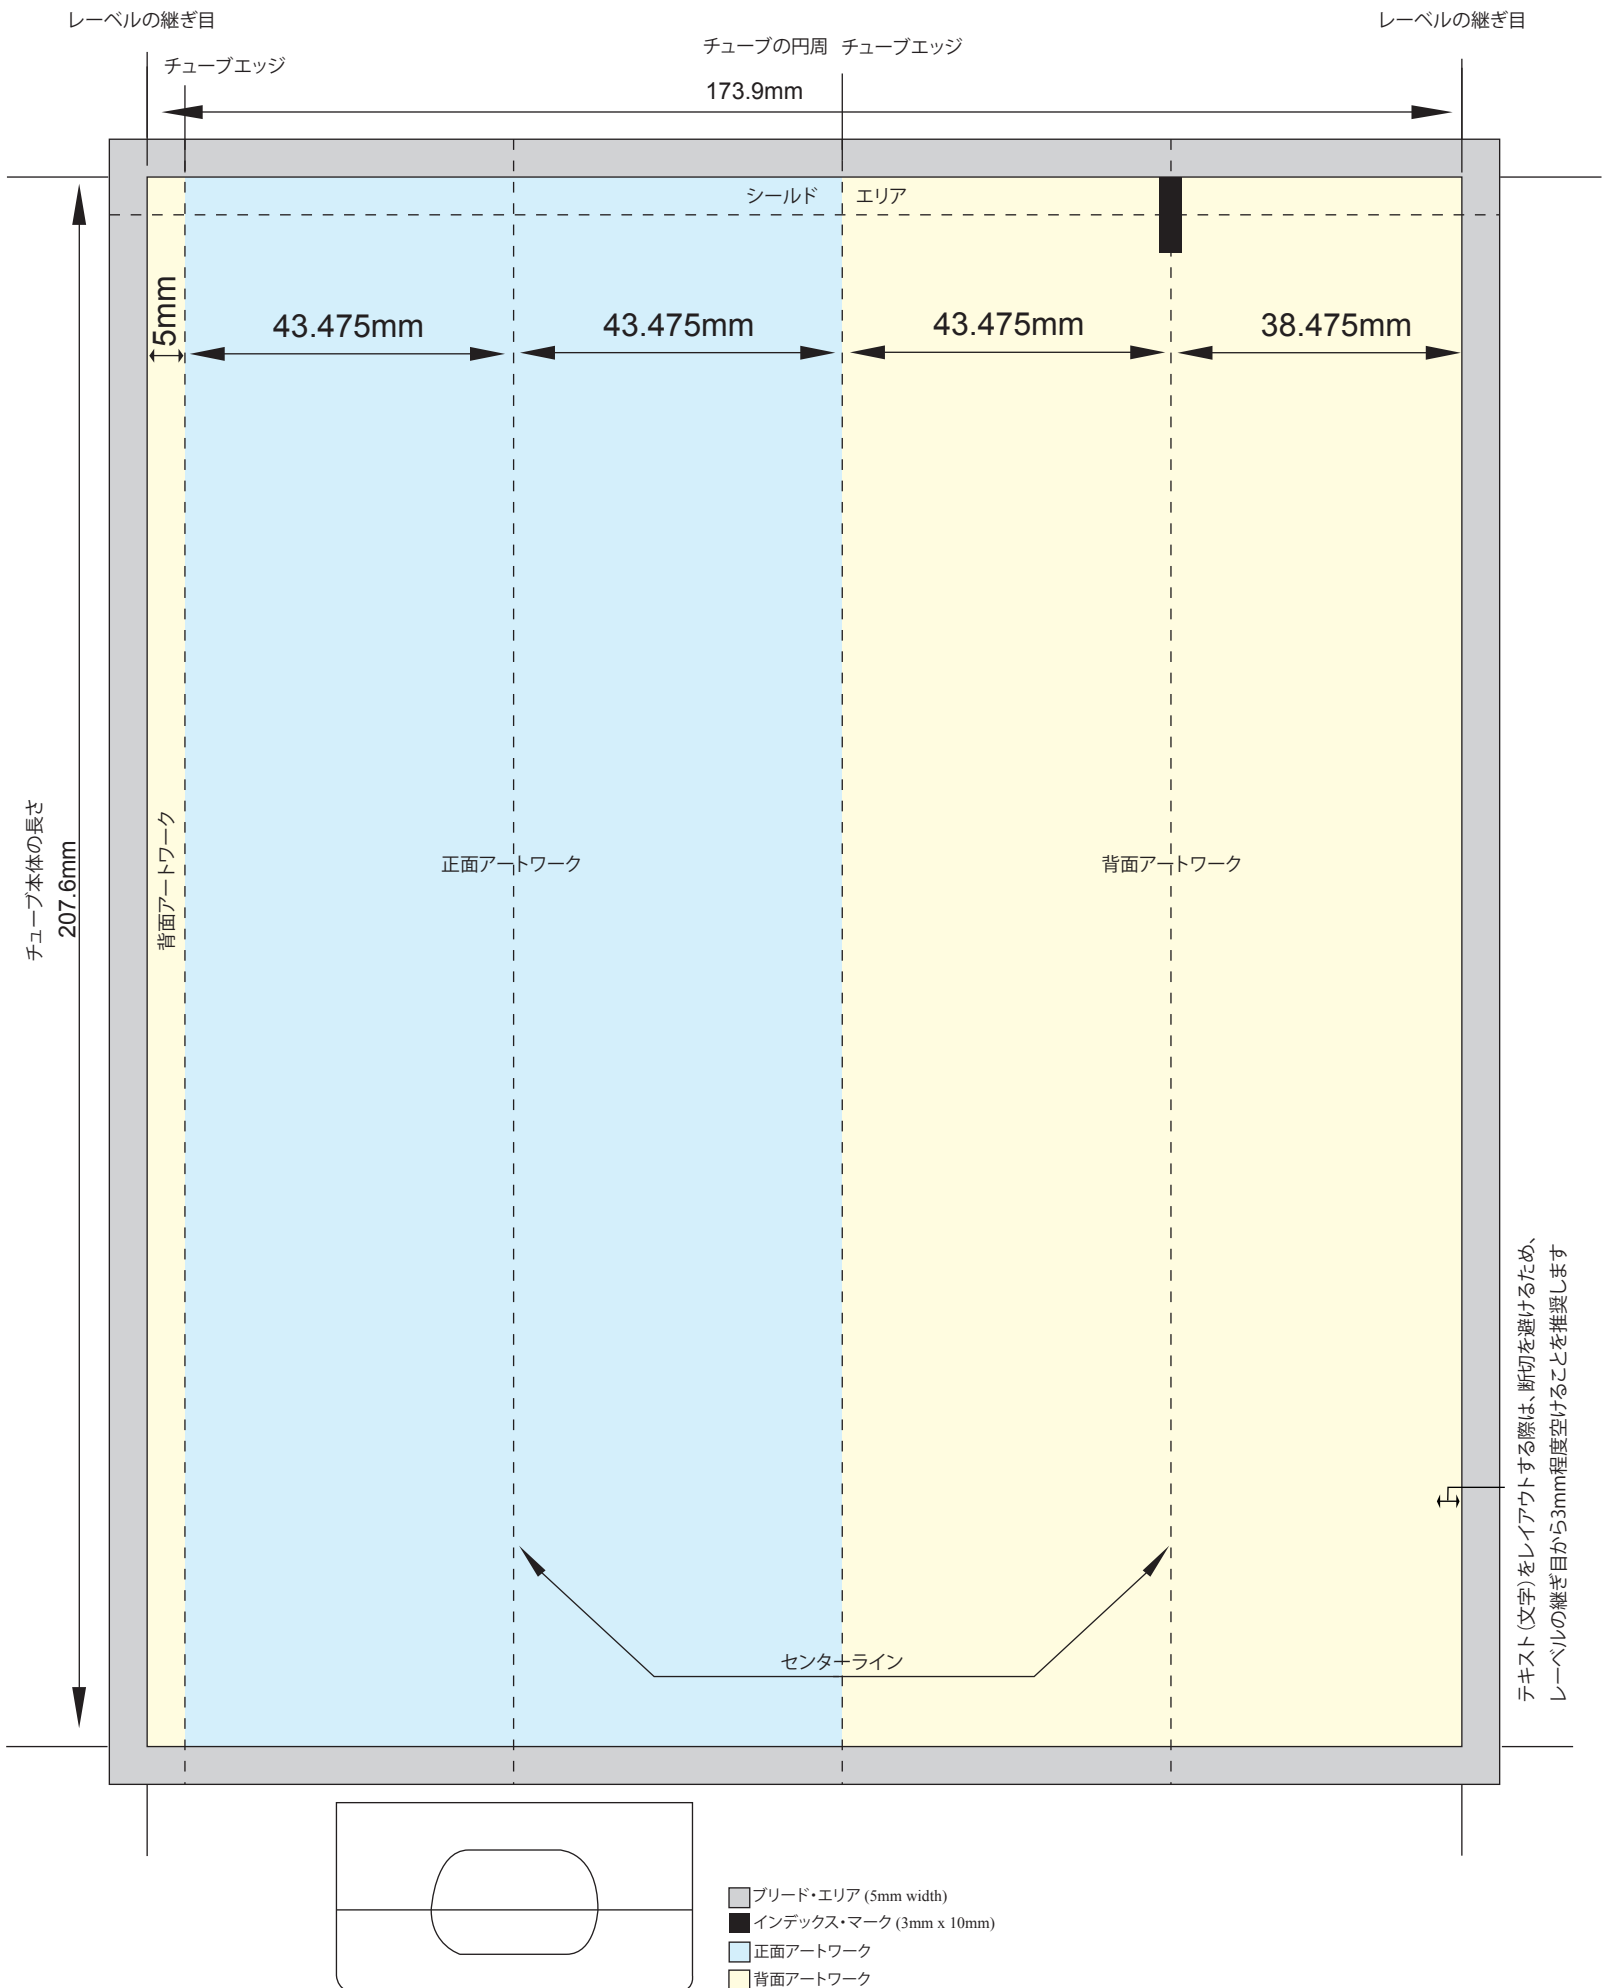 レーベルの継ぎ目
レーベルの継ぎ目
チューブの円周 チューブエッジ
チューブエッジ
173.9mm
シールド エリア
5mm
43.475mm
43.475mm
43.475mm
38.475mm
チューブ本体の長さ
207.6mm
背面アートワーク
正面アートワーク
背面アートワーク
テキスト（文字）をレイアウトする際は、断切を避けるため、
レーベルの継ぎ目から3mm程度空けることを推奨します
センターライン
ブリード・エリア (5mm width)
インデックス・マーク (3mm x 10mm)
正面アートワーク
背面アートワーク